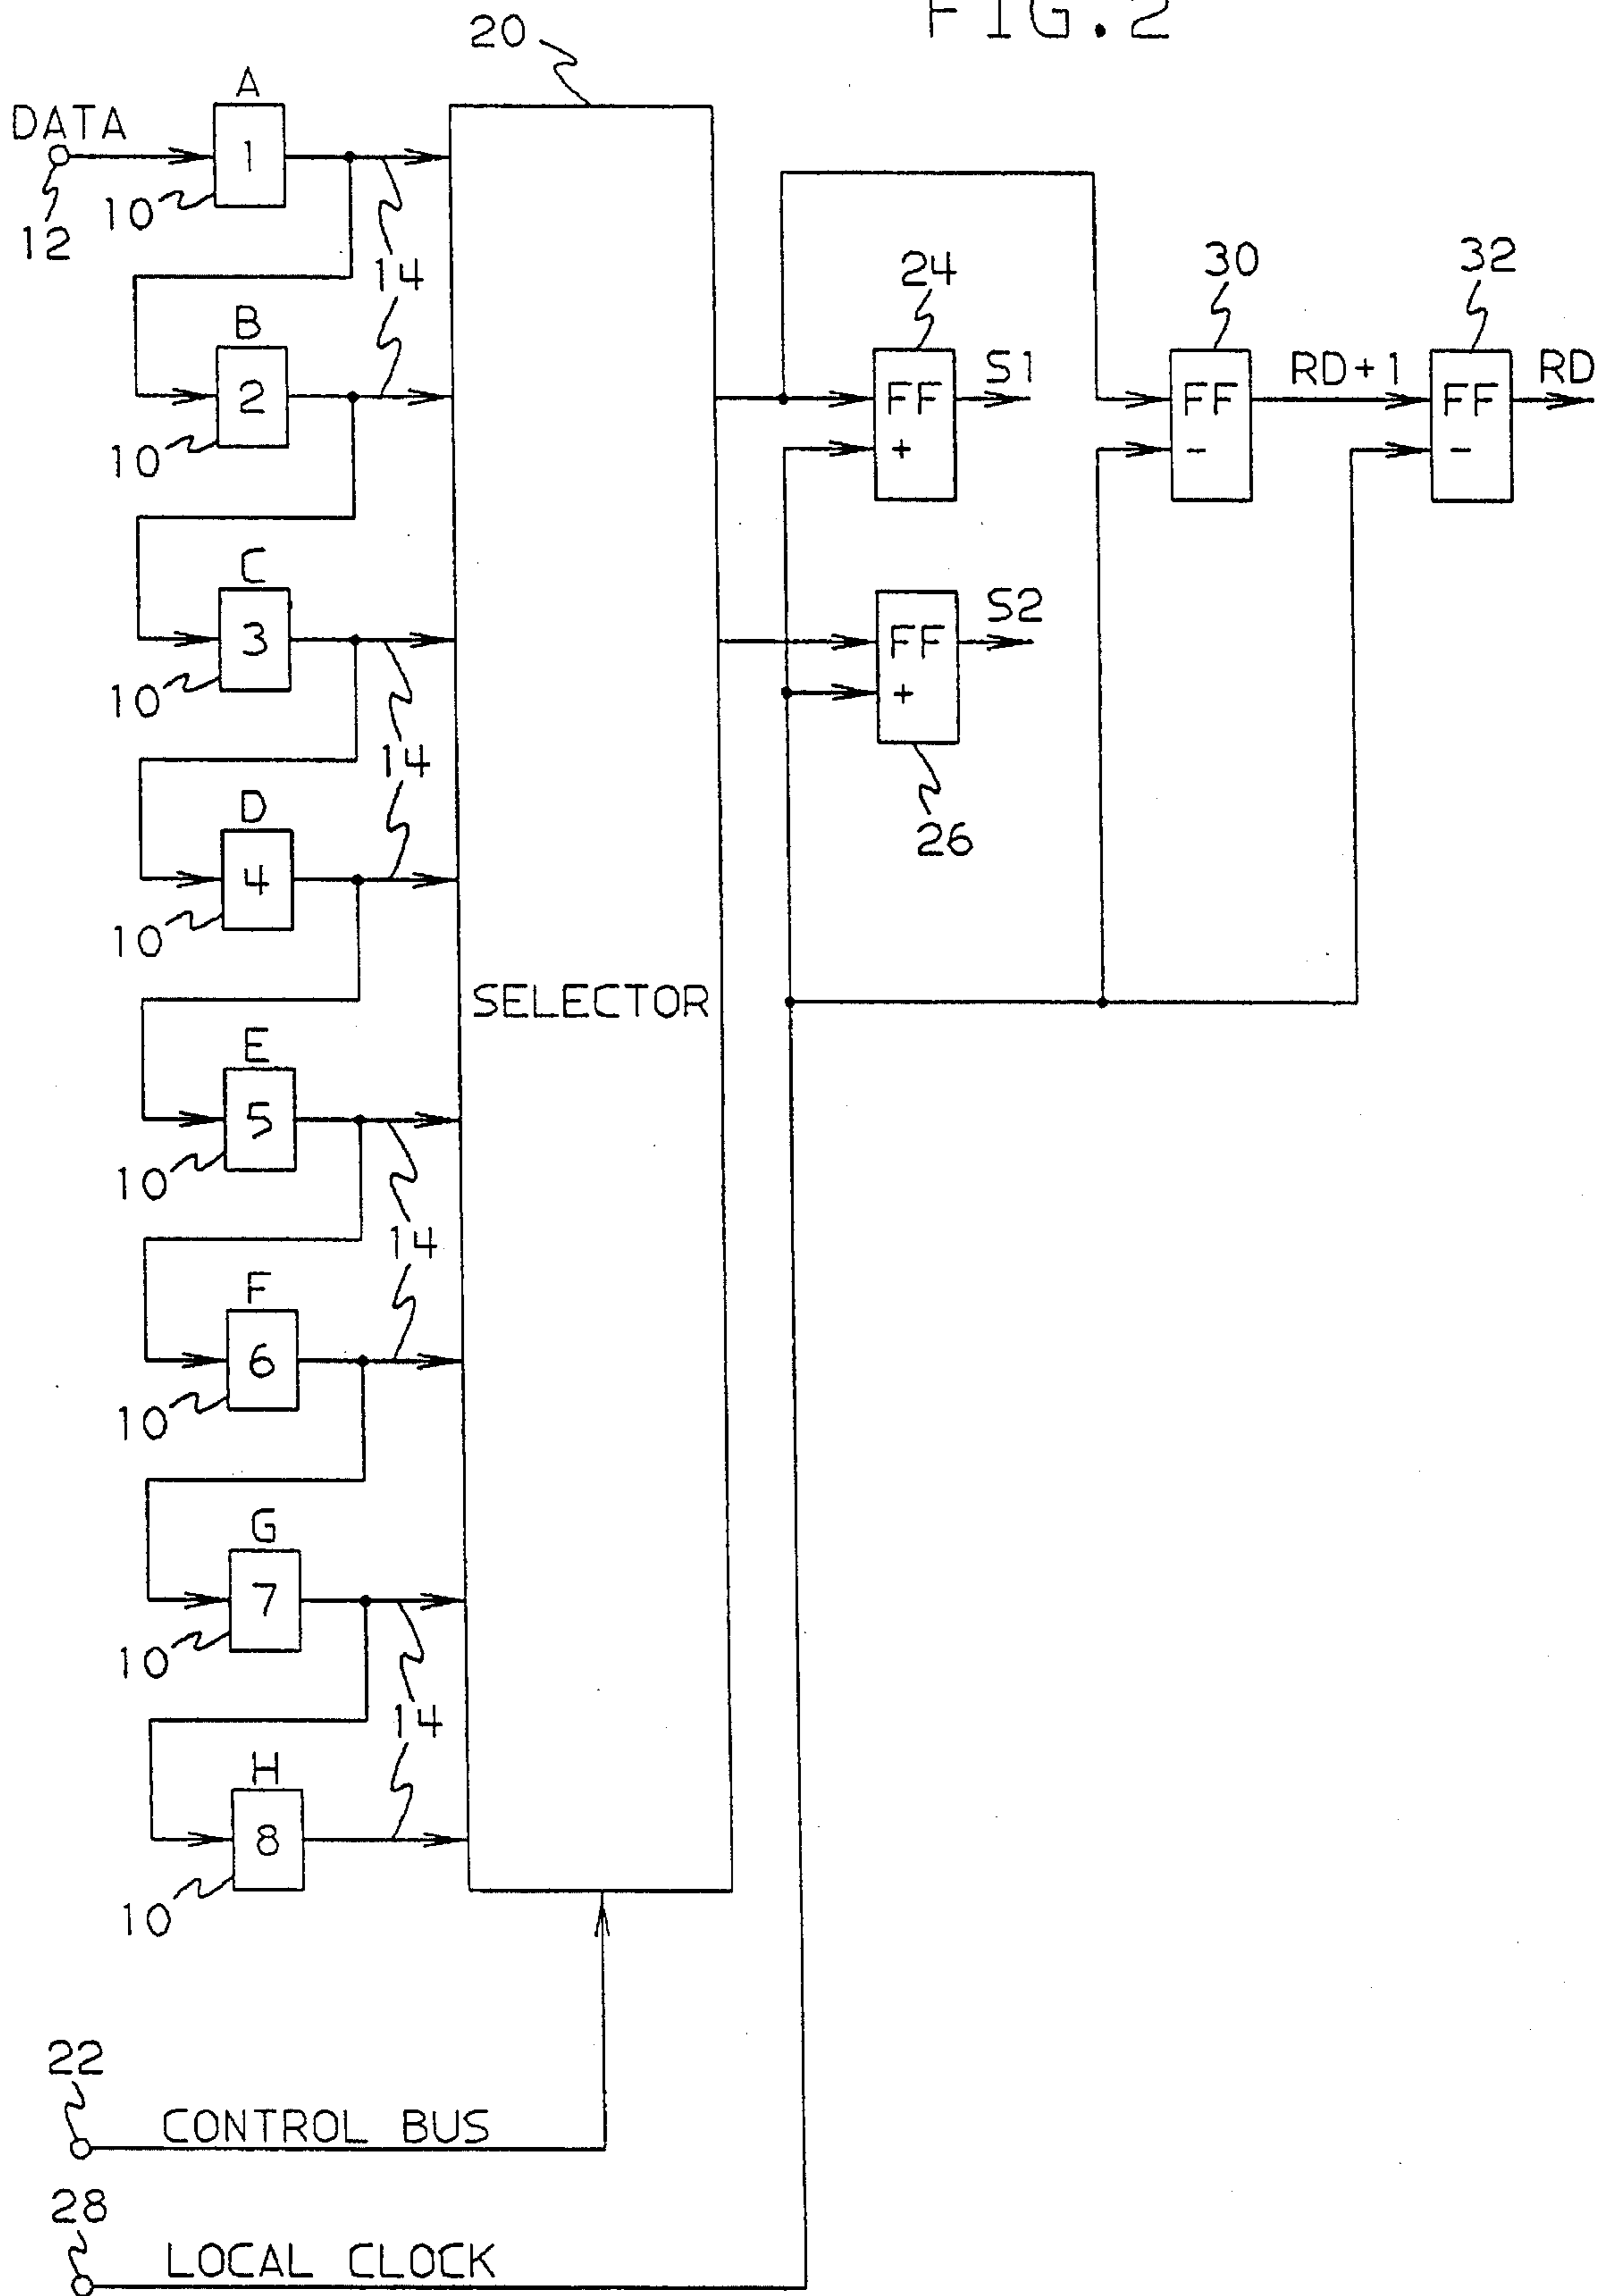 FIG.2
20
A
DATA
1
10
12
14
24
30
32
B
S1
RD+1
RD
2
FF
FF
FF
+
-
-
10
C
S2
3
FF
10
+
14
D
26
4
10
SELECTOR
E
5
10
14
F
6
10
G
7
10
14
H
8
10
22
CONTROL BUS
28
LOCAL CLOCK